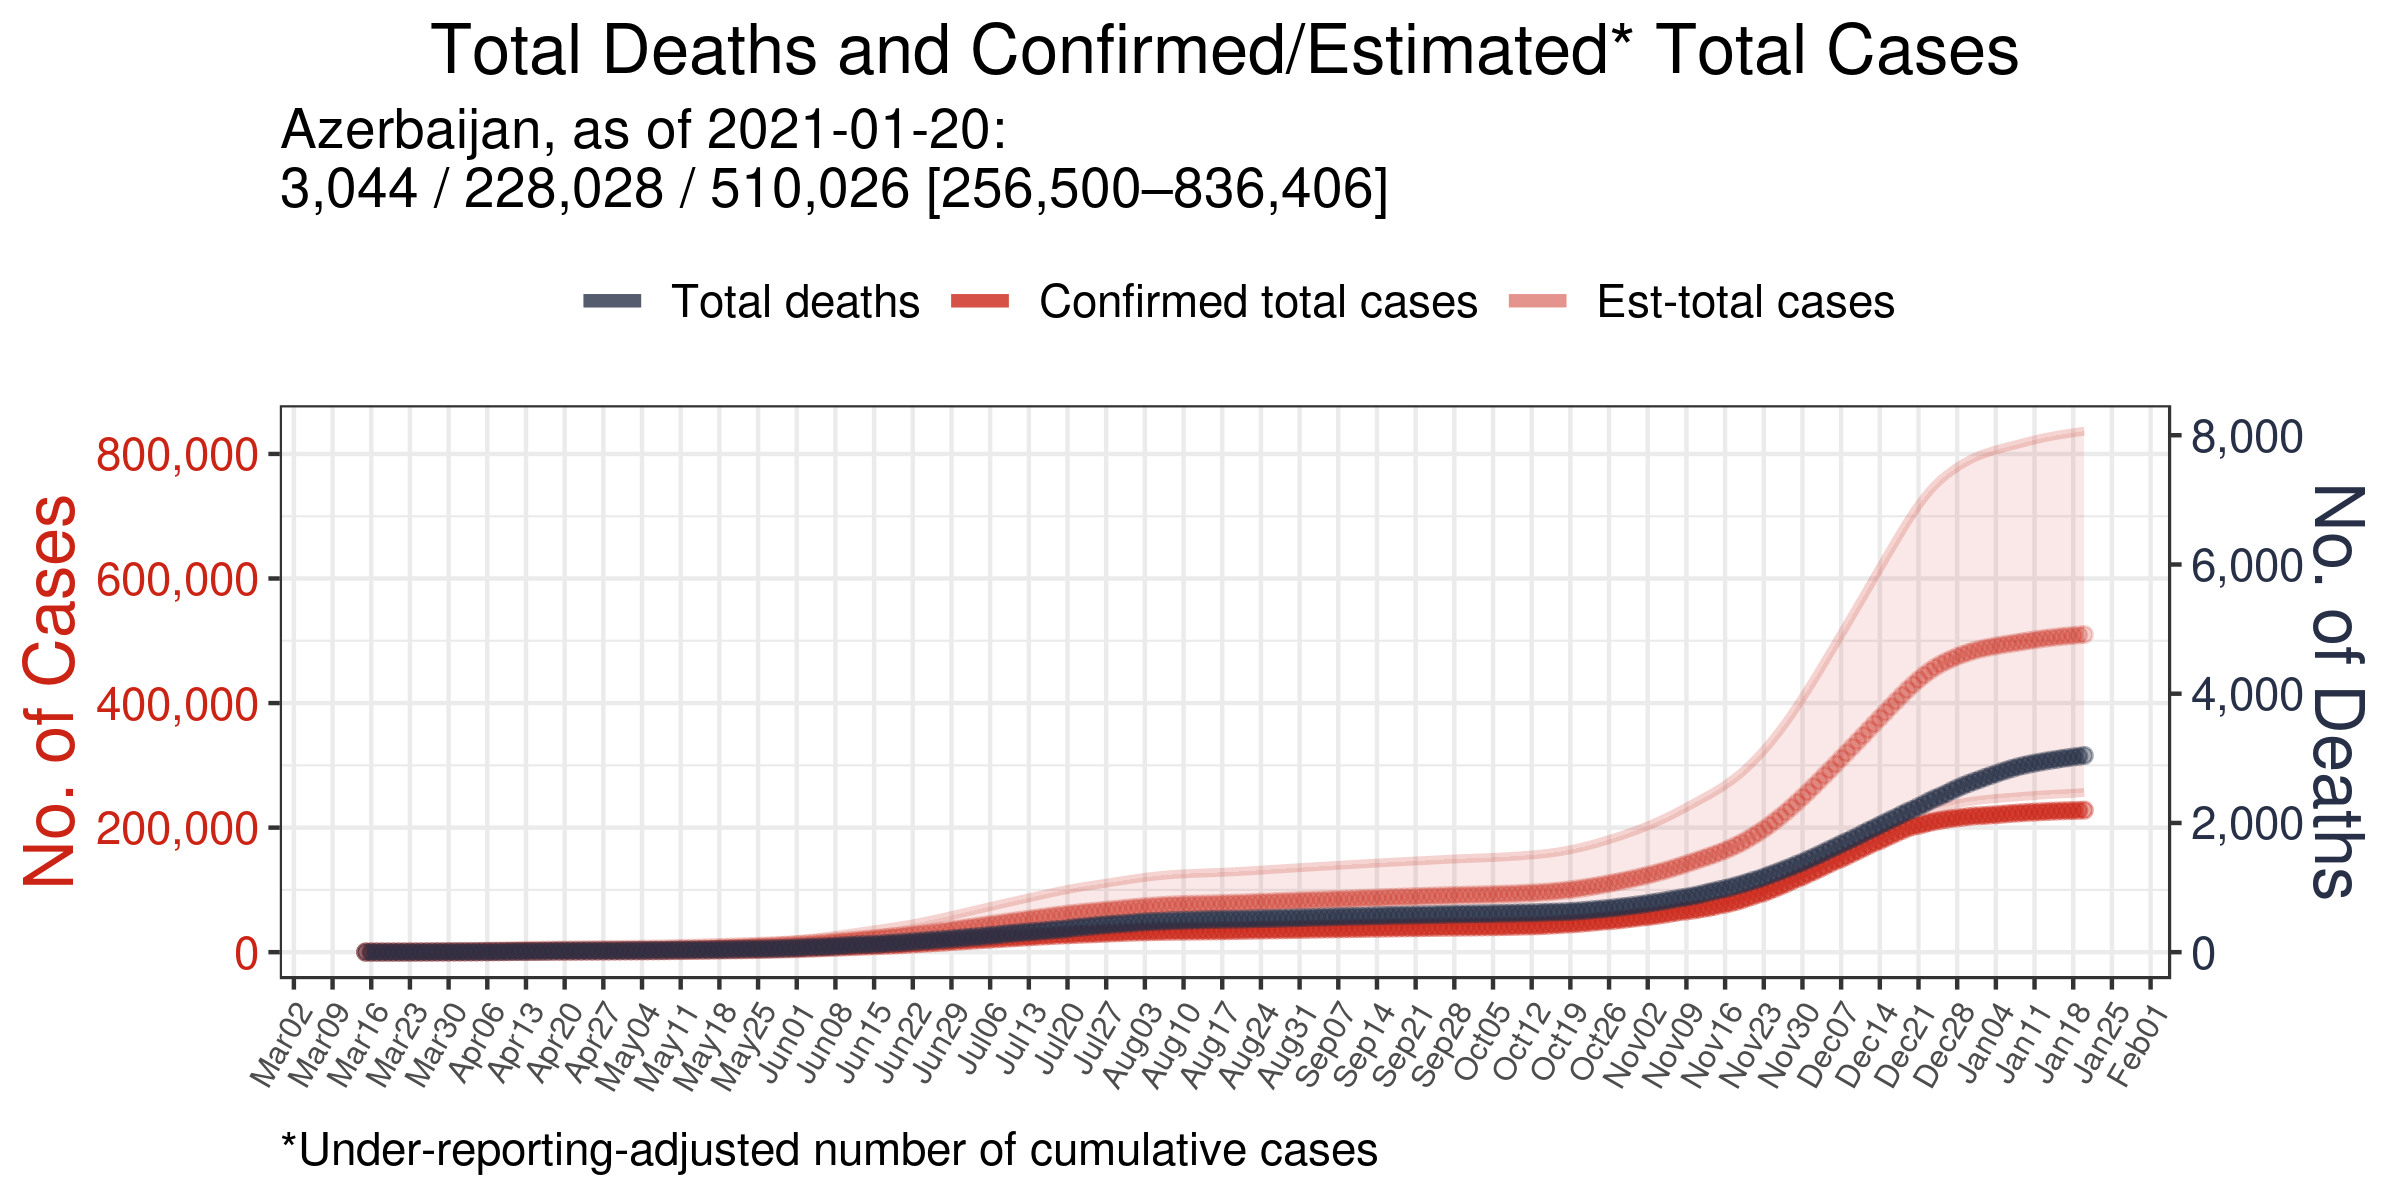 Total Deaths and Confirmed/Estimated* Total Cases
Azerbaijan, as of 2021-01-20:
3,044 / 228,028 / 510,026 [256,500–836,406]
Total deaths
Confirmed total cases
Est-total cases
No. of Cases
800,000
600,000
400,000
200,000
0
8,000
6,000
4,000
2,000
0
No. of Deaths
Mar02
Mar09
Mar16
Mar23
Mar30
Apr06
Apr13
Apr20
Apr27
May04
May11
May18
May25
Jun01
Jun08
Jun15
Jun22
Jun29
Jul06
Jul13
Jul20
Jul27
Aug03
Aug10
Aug17
Aug24
Aug31
Sep07
Sep14
Sep21
Sep28
Oct05
Oct12
Oct19
Oct26
Nov02
Nov09
Nov16
Nov23
Nov30
Dec07
Dec14
Dec21
Dec28
Jan04
Jan11
Jan18
Jan25
Feb01
*Under-reporting-adjusted number of cumulative cases